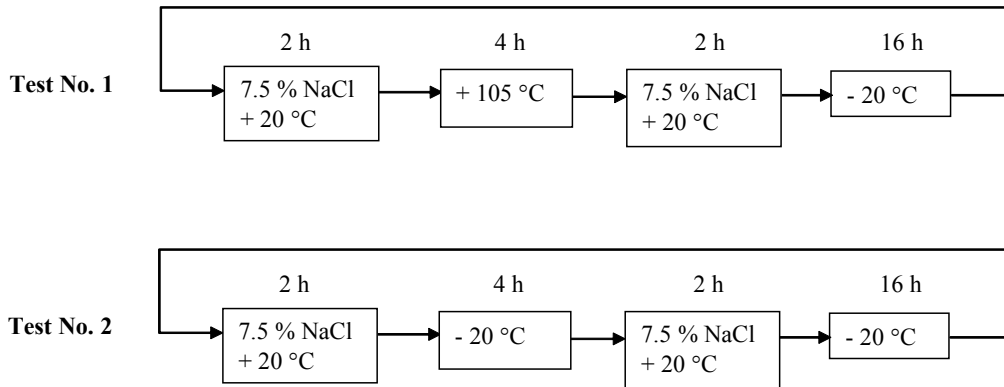 2 h 4 h 2 h 16 h
Test No. 1
7.5 % NaCl
+ 20 °C
+ 105 °C
7.5 % NaCl
+ 20 °C
- 20 °C
2 h 4 h 2 h 16 h
Test No. 2
7.5 % NaCl
+ 20 °C
- 20 °C
7.5 % NaCl
+ 20 °C
- 20 °C